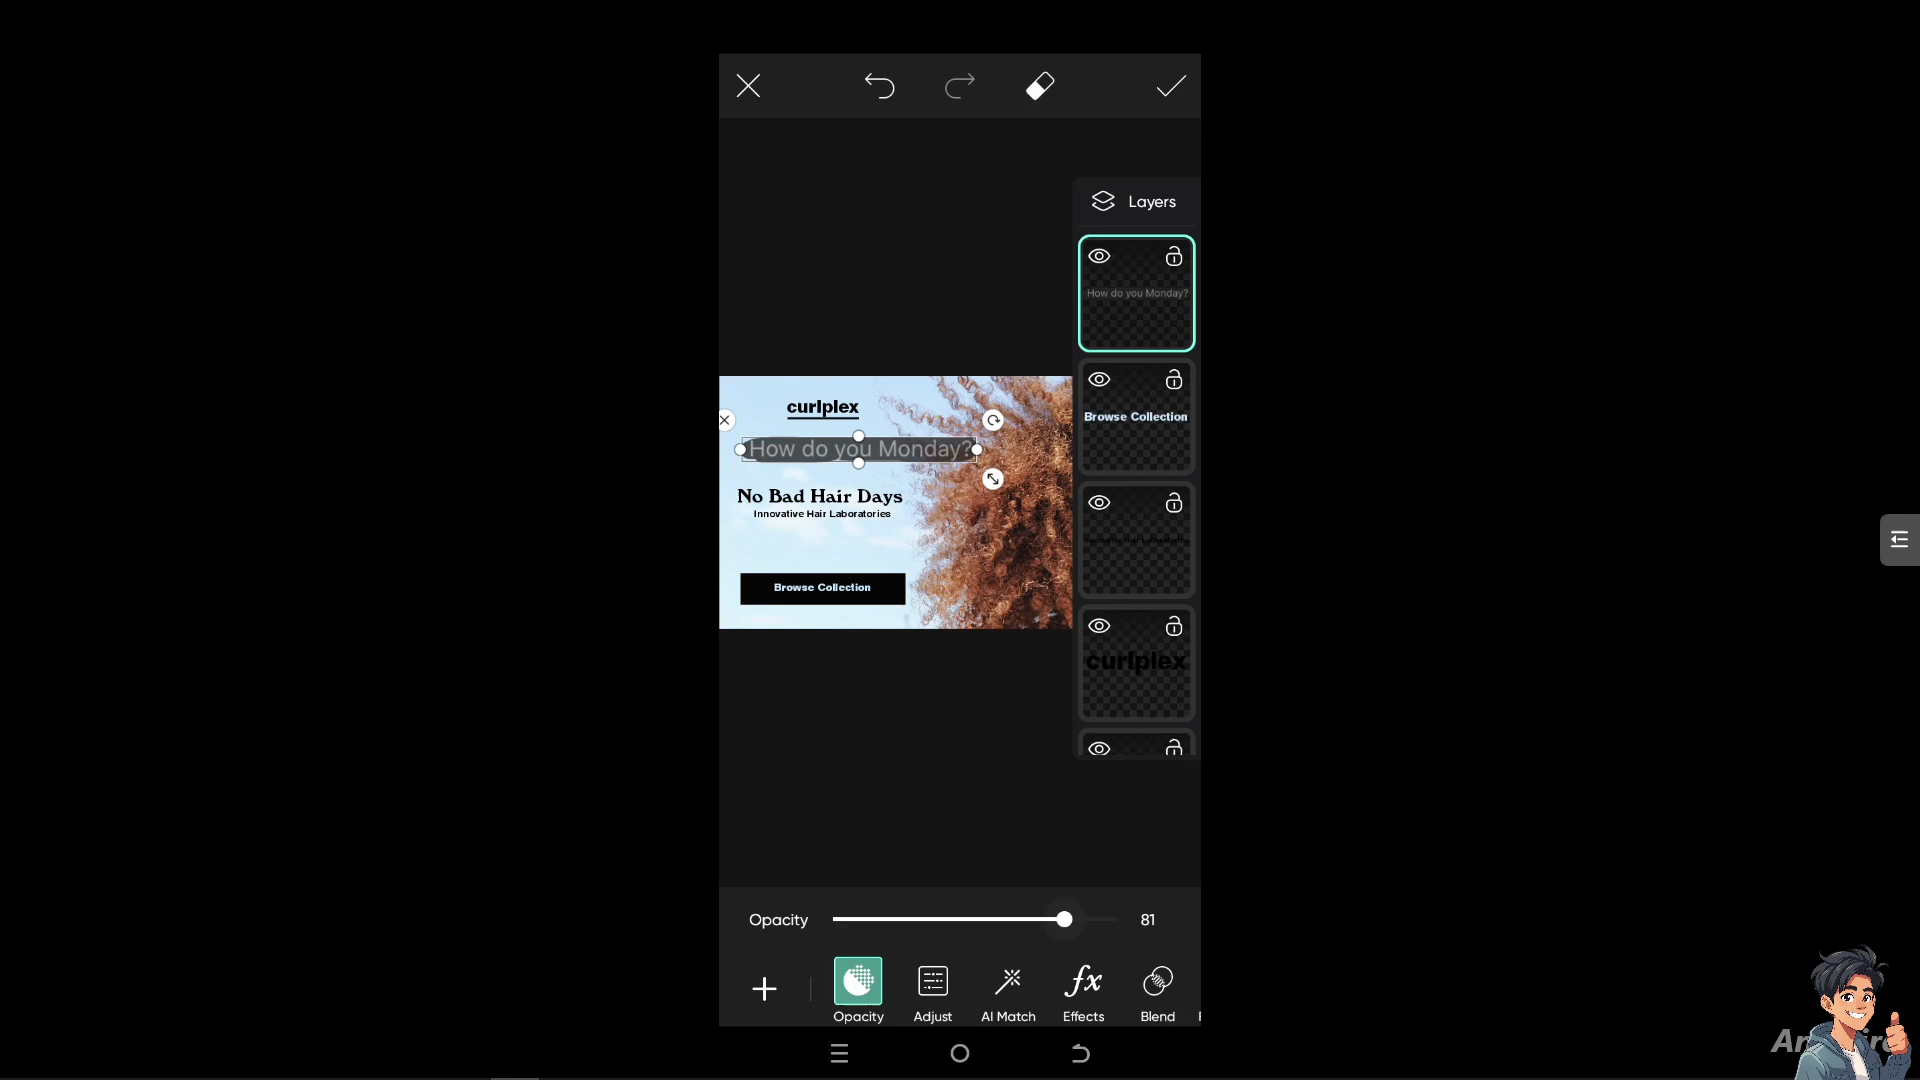 Layers
How do you Monday?
Browse Collection
curlplex
curlplex
How do you Monday?
No Bad Hair Days
Innovative Hair Laboratories
Browse Collection
Opacity 81
Opacity Adjust AI Match Effects Blend